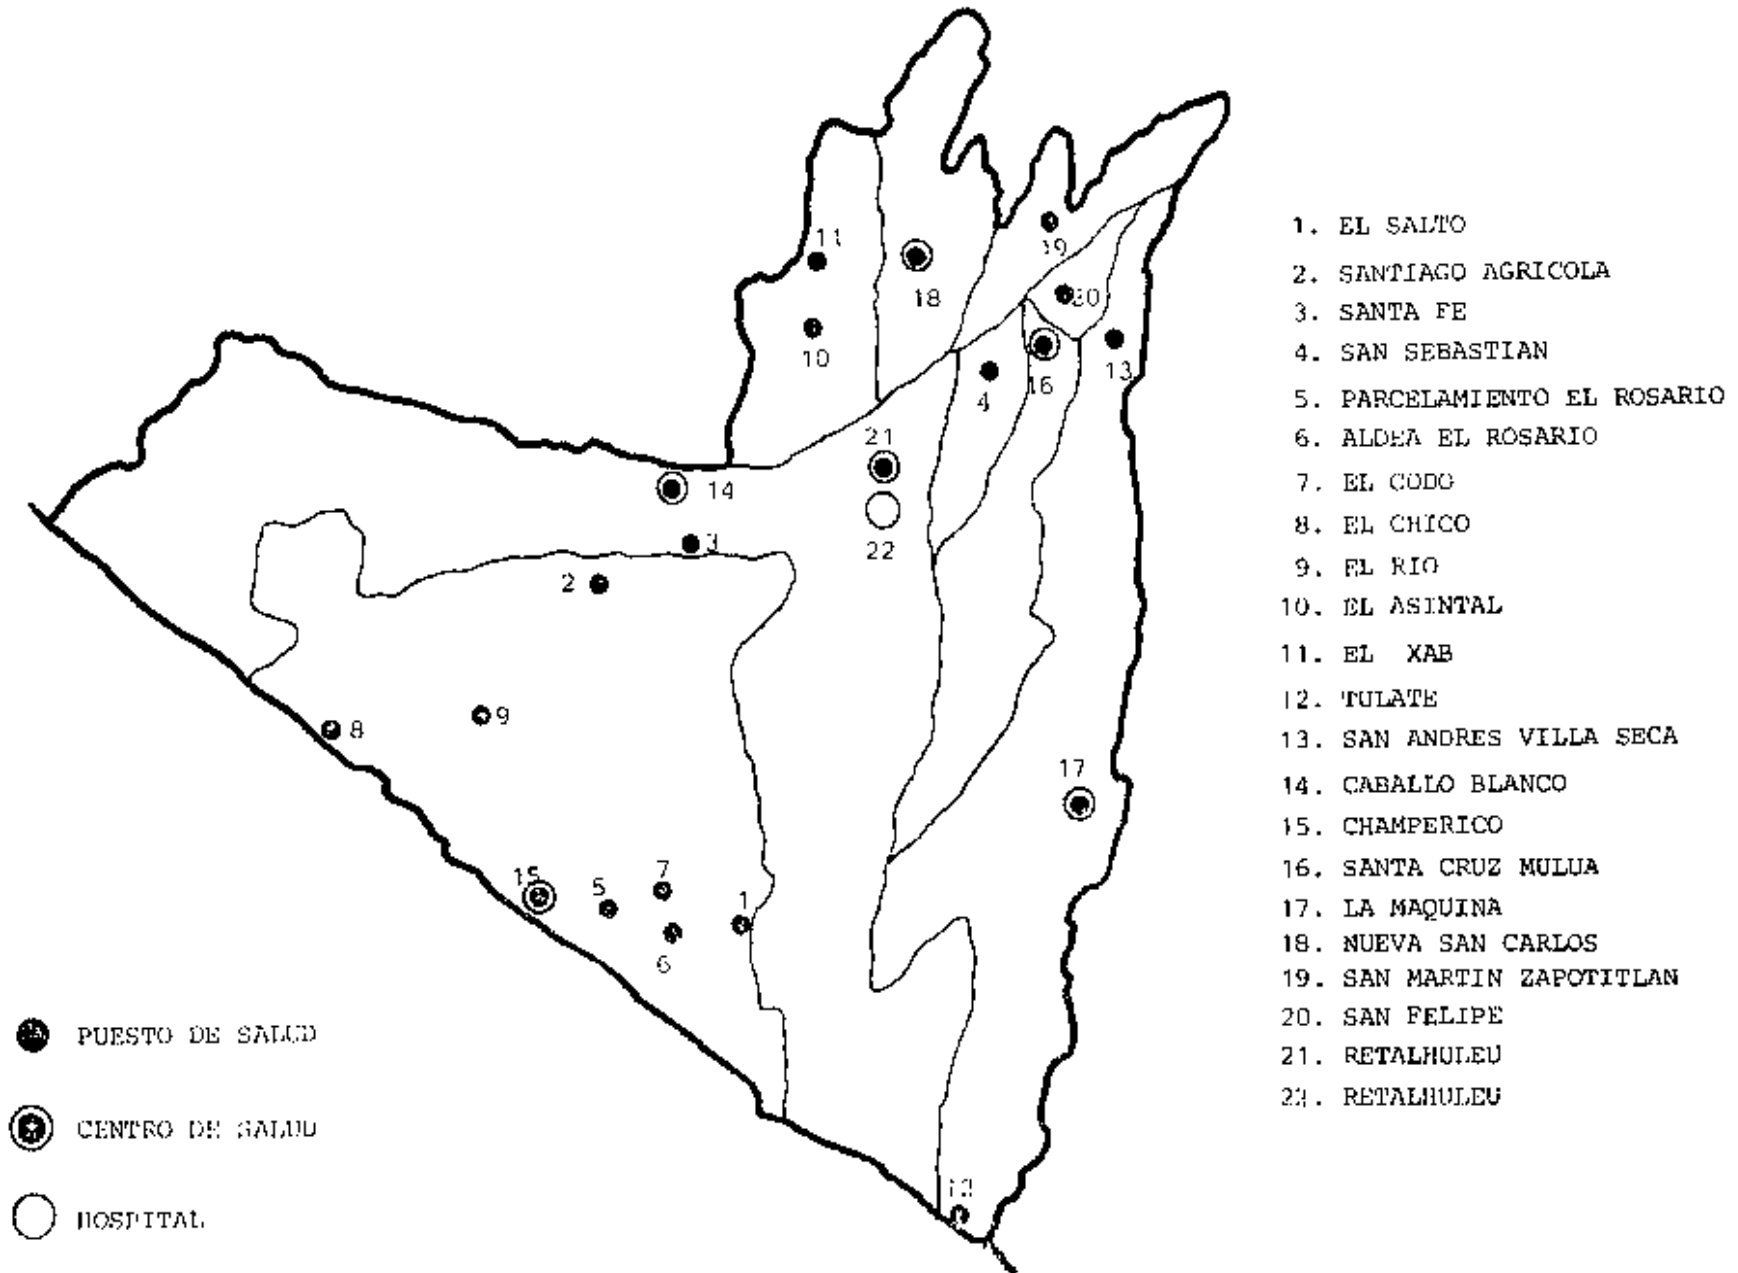 11
19
18
20
10
16
13
4
21
14
22
3
2
8
9
17
15
5
7
1
6
12
1. EL SALTO
2. SANTIAGO AGRICOLA
3. SANTA FE
4. SAN SEBASTIAN
5. PARCELAMIENTO EL ROSARIO
6. ALDEA EL ROSARIO
7. EL CODO
8. EL CHICO
9. EL RIO
10. EL ASINTAL
11. EL XAB
12. TULATE
13. SAN ANDRES VILLA SECA
14. CABALLO BLANCO
15. CHAMPERICO
16. SANTA CRUZ MULUA
17. LA MAQUINA
18. NUEVA SAN CARLOS
19. SAN MARTIN ZAPOTITLAN
20. SAN FELIPE
21. RETALHULEU
22. RETALHULEU
PUESTO DE SALUD
CENTRO DE SALUD
HOSPITAL